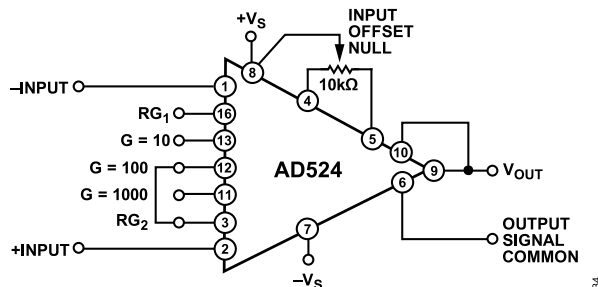 INPUT
OFFSET
NULL
+VS
8
10kΩ
–INPUT
1
4
RG1
16
5
G = 10
13
10
G = 100
12
AD524
9
VOUT
G = 1000
11
6
RG2
3
7
OUTPUT
SIGNAL
COMMON
+INPUT
2
–VS